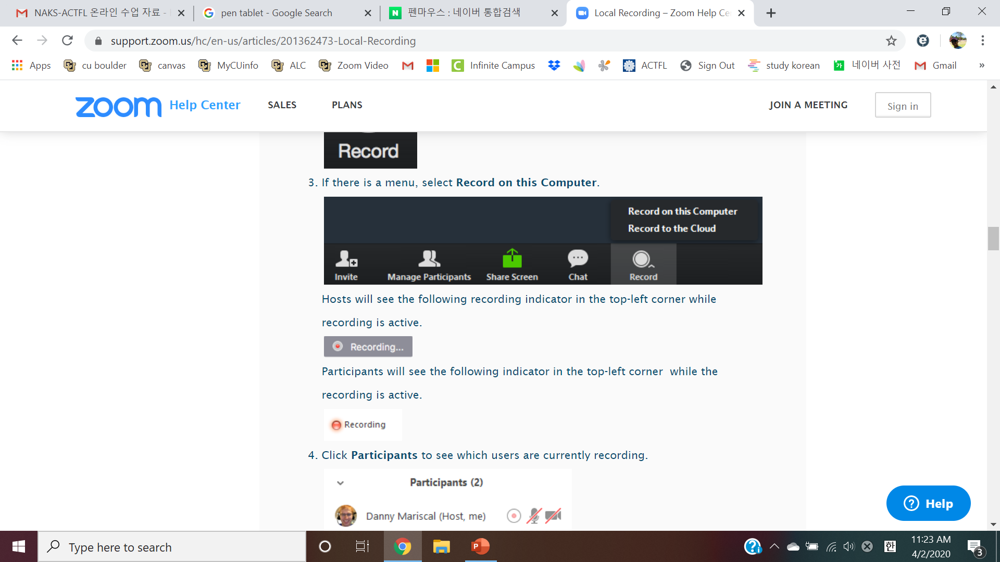 NAKS-ACTFL 온라인 수업 자료 -
pen tablet - Google Search
펜마우스 : 네이버 통합검색
Local Recording – Zoom Help Ce
support.zoom.us/hc/en-us/articles/201362473-Local-Recording
Apps cu boulder canvas MyCUinfo ALC Zoom Video Infinite Campus ACTFL Sign Out study korean 네이버 사전 Gmail »
zoom Help Center SALES PLANS JOIN A MEETING Sign in
Record
3. If there is a menu, select Record on this Computer.
Record on this Computer
Record to the Cloud
Invite Manage Participants Share Screen Chat Record
Hosts will see the following recording indicator in the top-left corner while
recording is active.
Recording...
Participants will see the following indicator in the top-left corner while the
recording is active.
Recording
4. Click Participants to see which users are currently recording.
Participants (2)
Danny Mariscal (Host, me)
Help
Type here to search
한
11:23 AM
4/2/2020
3